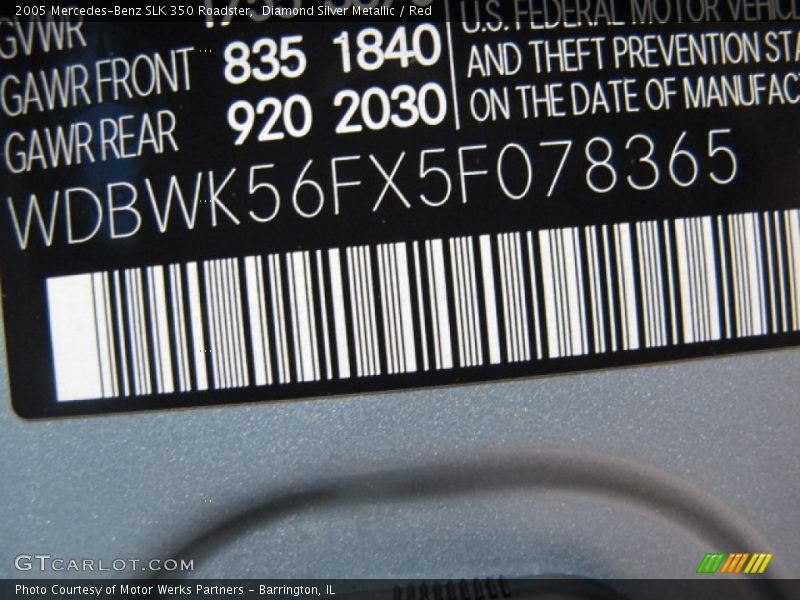 2005 Mercedes-Benz SLK 350 Roadster, Diamond Silver Metallic / Red
GVWR
U.S. FEDERAL MOTOR VEHICLE
GAWR FRONT 835 1840
AND THEFT PREVENTION STA
GAWR REAR 920 2030
ON THE DATE OF MANUFAC
WDBWK56FX5F078365
GTCARLOT.COM
Photo Courtesy of Motor Werks Partners - Barrington, IL